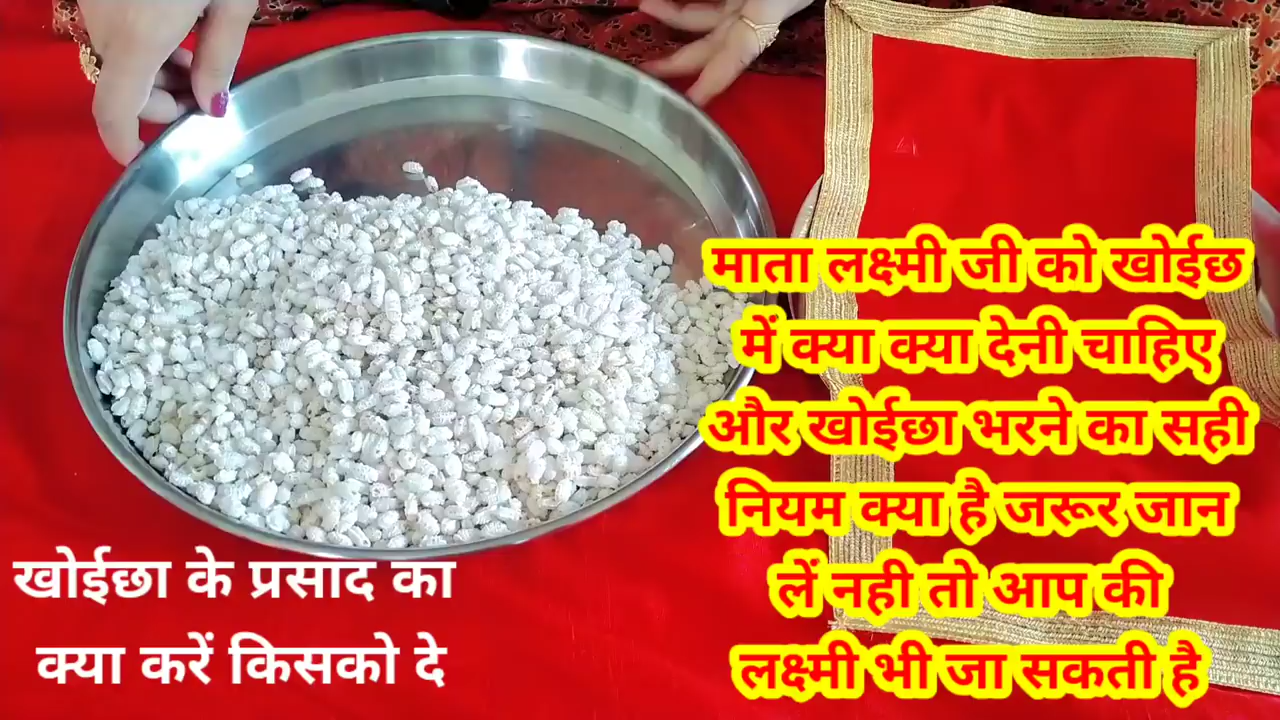 माता लक्ष्मी जी को खोईछ
में क्या क्या देनी चाहिए
और खोईछा भरने का सही
नियम क्या है जरूर जान
लें नही तो आप की
लक्ष्मी भी जा सकती है
खोईछा के प्रसाद का
क्या करें किसको दे